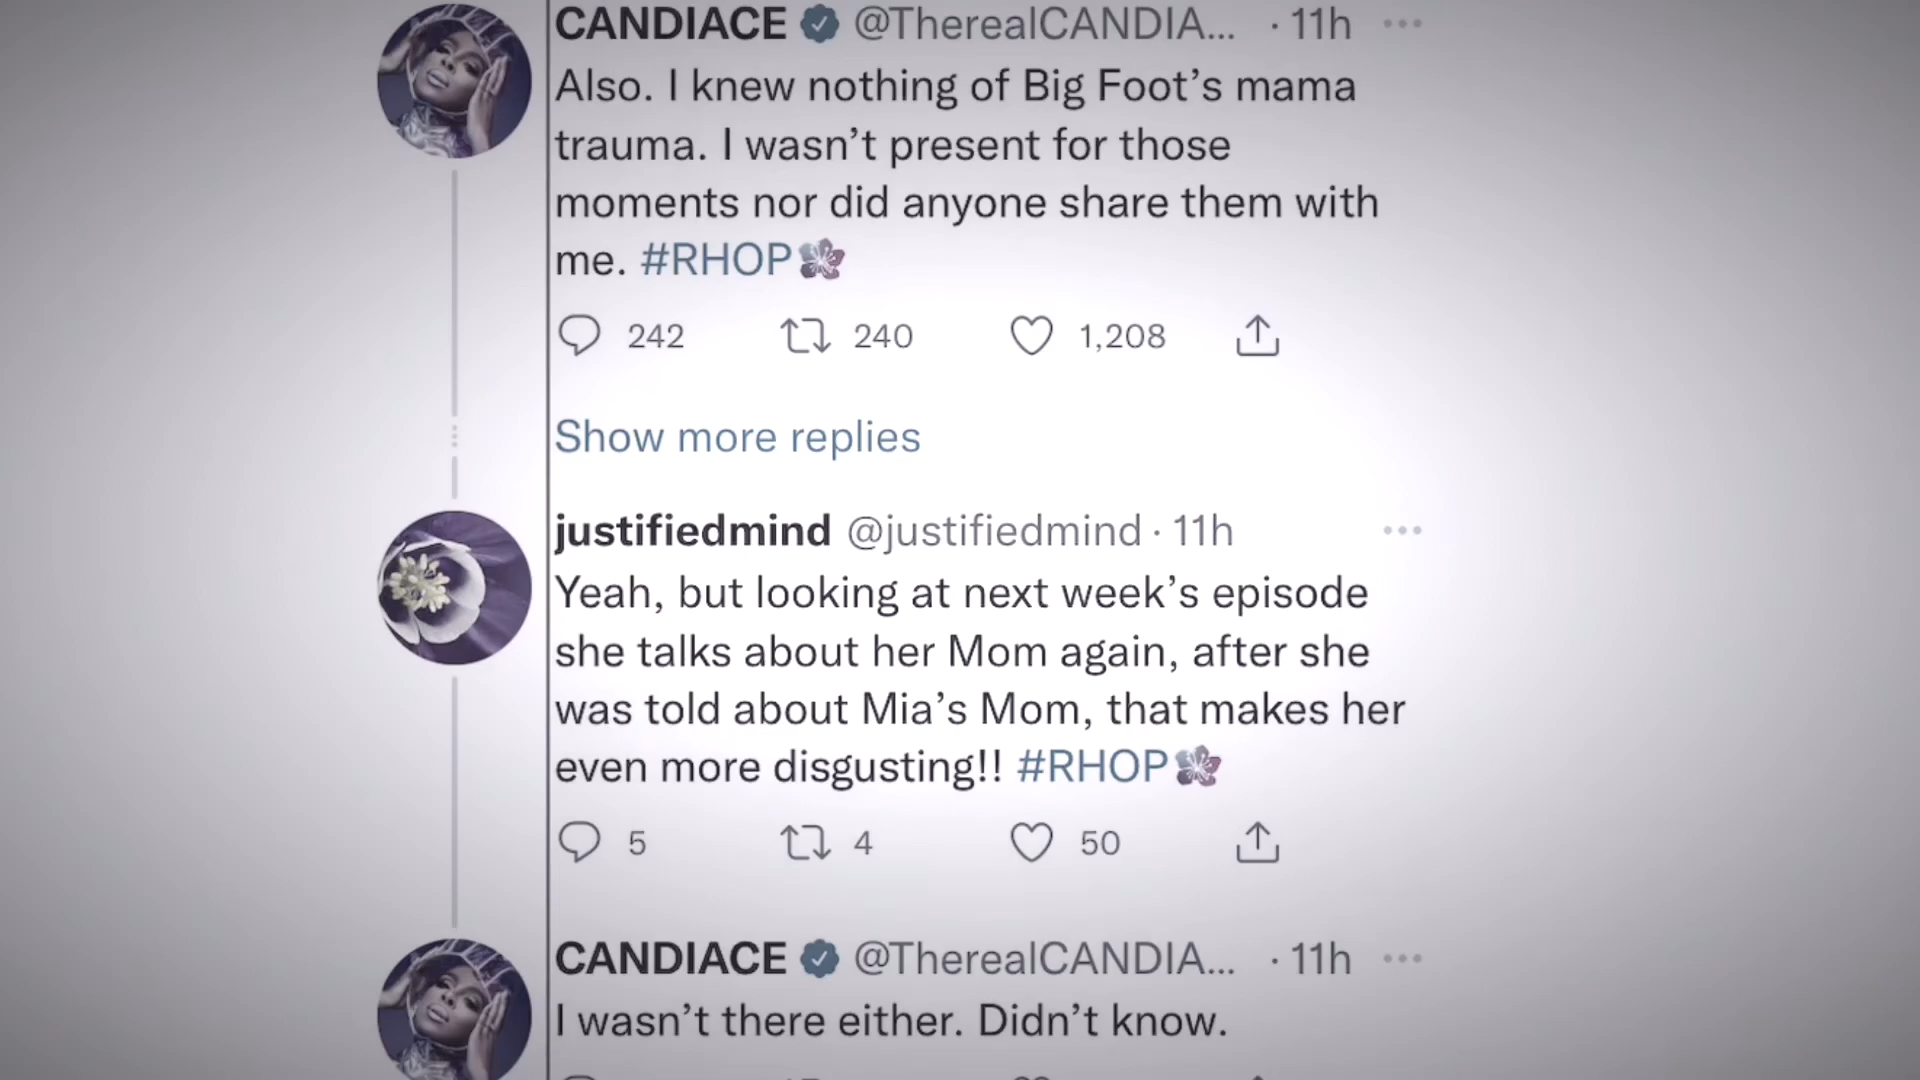 CANDIACE @TherealCANDIA... · 11h
Also. I knew nothing of Big Foot’s mama
trauma. I wasn’t present for those
moments nor did anyone share them with
me. #RHOP
242 240 1,208
Show more replies
justifiedmind @justifiedmind · 11h
Yeah, but looking at next week’s episode
she talks about her Mom again, after she
was told about Mia’s Mom, that makes her
even more disgusting!! #RHOP
5 4 50
CANDIACE @TherealCANDIA... · 11h
I wasn’t there either. Didn’t know.